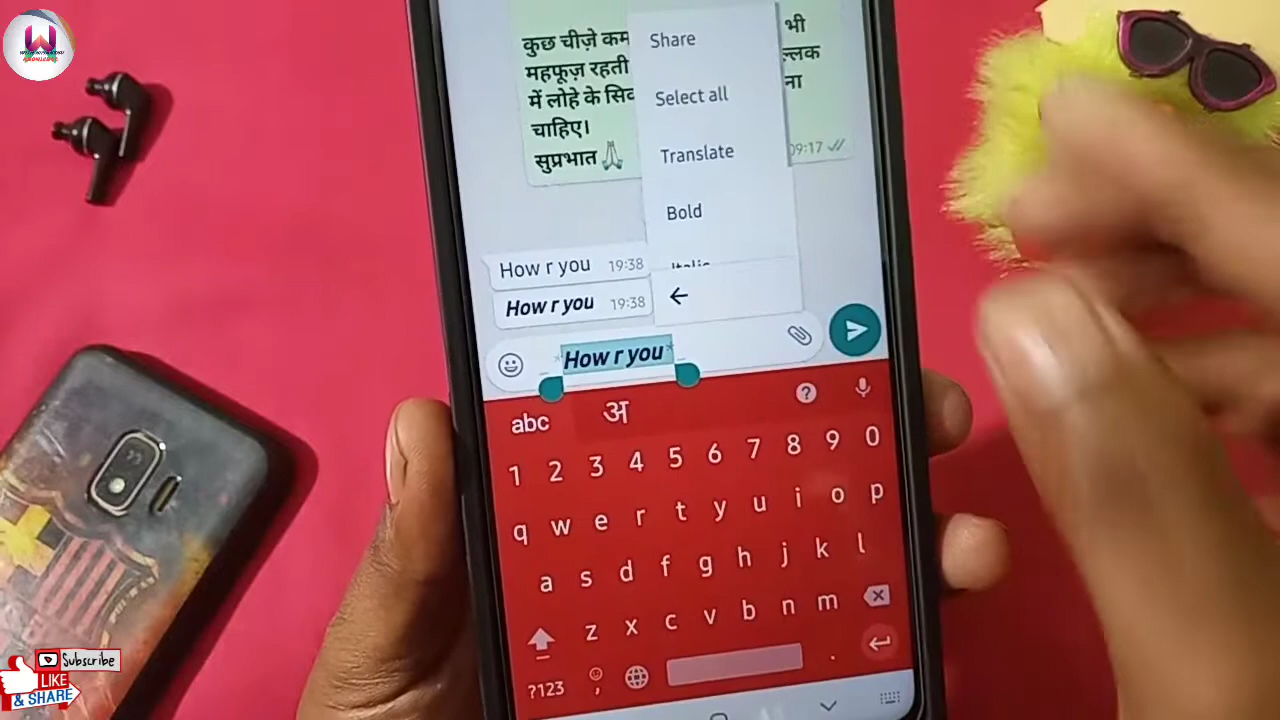 कुछ चीज़े कम
भी
महफूज़ रहती
ल्लक
में लोहे के सिक
ना
चाहिए।
सुप्रभात🙏
09:17
Share
Select all
Translate
Bold
Italic
How r you 19:38
How r you 19:38
_*How r you*_
abc अ ?
1 2 3 4 5 6 7 8 9 0
q w e r t y u i o p
a s d f g h j k l
z x c v b n m
?123 , .
Subscribe
LIKE
& SHARE